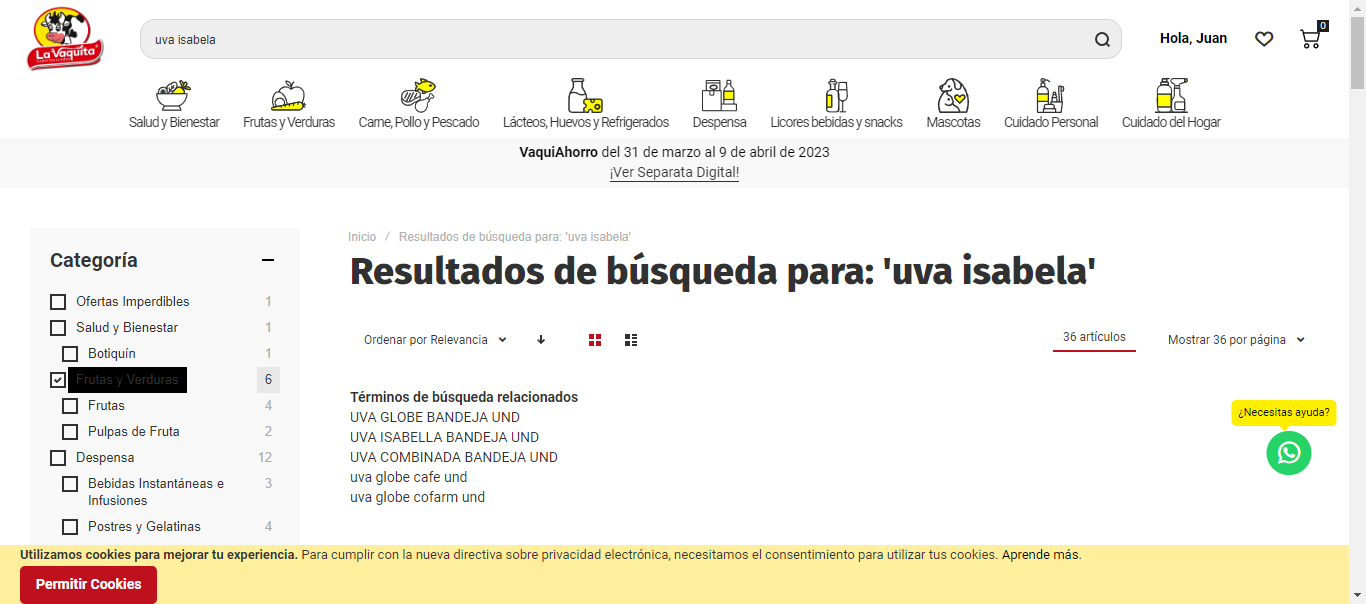 La Vaquita
uva isabela
Hola, Juan
0
Salud y Bienestar
Frutas y Verduras
Carne, Pollo y Pescado
Lácteos, Huevos y Refrigerados
Despensa
Licores bebidas y snacks
Mascotas
Cuidado Personal
Cuidado del Hogar
VaquiAhorro del 31 de marzo al 9 de abril de 2023
¡Ver Separata Digital!
Categoría
Ofertas Imperdibles 1
Salud y Bienestar 1
Botiquín 1
Frutas y Verduras 6
Frutas 4
Pulpas de Fruta 2
Despensa 12
Bebidas Instantáneas e 3
Infusiones
Postres y Gelatinas 4
Inicio / Resultados de búsqueda para: 'uva isabela'
Resultados de búsqueda para: 'uva isabela'
Ordenar por Relevancia
36 artículos
Mostrar 36 por página
Términos de búsqueda relacionados
UVA GLOBE BANDEJA UND
UVA ISABELLA BANDEJA UND
UVA COMBINADA BANDEJA UND
uva globe cafe und
uva globe cofarm und
¿Necesitas ayuda?
Utilizamos cookies para mejorar tu experiencia. Para cumplir con la nueva directiva sobre privacidad electrónica, necesitamos el consentimiento para utilizar tus cookies. Aprende más.
Permitir Cookies